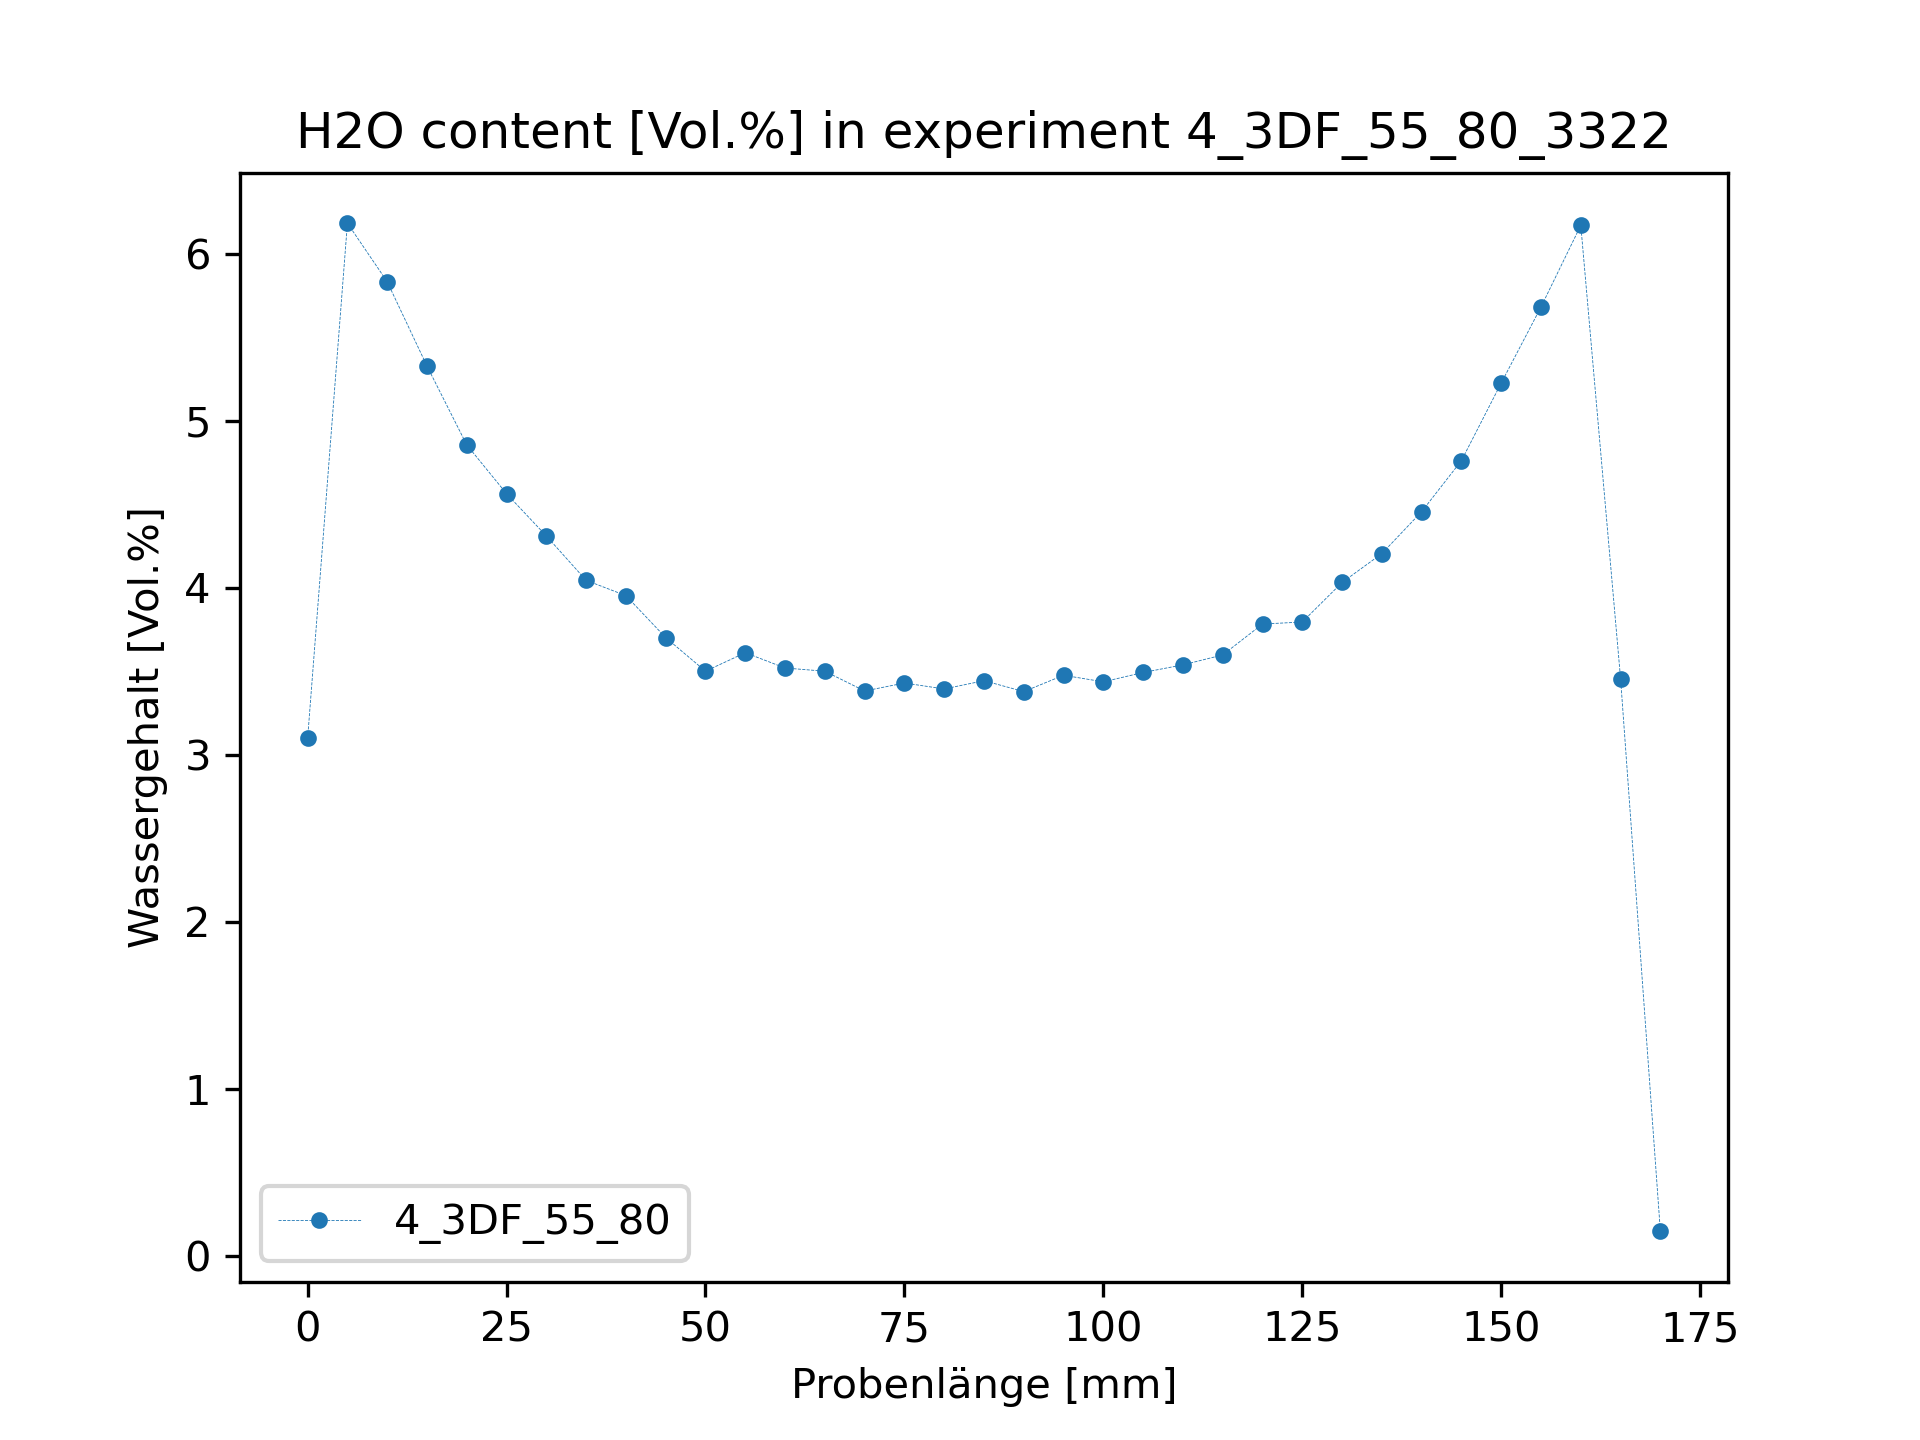 H2O content [Vol.%] in experiment 4_3DF_55_80_3322
Wassergehalt [Vol.%]
6
5
4
3
2
1
0
4_3DF_55_80
0 25 50 75 100 125 150 175
Probenlänge [mm]